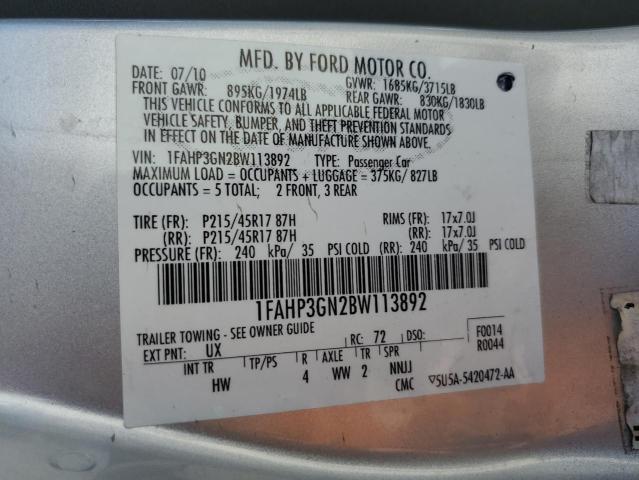 MFD. BY FORD MOTOR CO.
DATE: 07/10 GVWR: 1685KG/3715LB
FRONT GAWR: 895KG/1974LB REAR GAWR: 830KG/1830LB
THIS VEHICLE CONFORMS TO ALL APPLICABLE FEDERAL MOTOR
VEHICLE SAFETY, BUMPER, AND THEFT PREVENTION STANDARDS
IN EFFECT ON THE DATE OF MANUFACTURE SHOWN ABOVE.
VIN: 1FAHP3GN2BW113892 TYPE: Passenger Car
MAXIMUM LOAD = OCCUPANTS + LUGGAGE = 375KG/ 827LB
OCCUPANTS = 5 TOTAL; 2 FRONT, 3 REAR
TIRE (FR): P215/45R17 87H RIMS (FR): 17x7.0J
(RR): P215/45R17 87H (RR): 17x7.0J
PRESSURE (FR): 240 kPa/ 35 PSI COLD (RR): 240 kPa/ 35 PSI COLD
1FAHP3GN2BW113892
TRAILER TOWING - SEE OWNER GUIDE F0014
EXT PNT: UX RC: 72 DSO: R0044
INT TR TP/PS R AXLE TR SPR
HW 4 WW 2 NNJJ
CMC ▽5U5A-5420472-AA